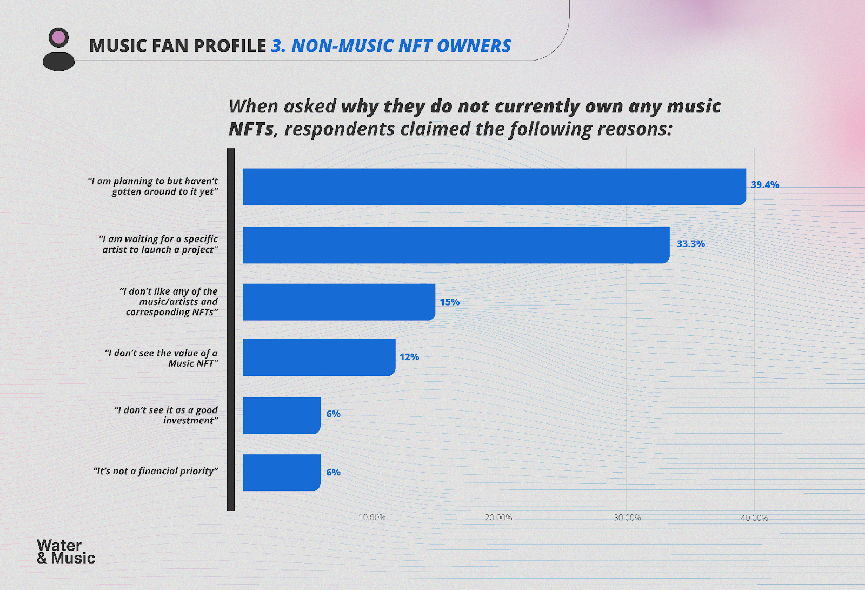 MUSIC FAN PROFILE 3. NON-MUSIC NFT OWNERS
When asked why they do not currently own any music
NFTs, respondents claimed the following reasons:
"I am planning to but haven't
gotten around to it yet"
39.4%
"I am waiting for a specific
artist to launch a project"
33.3%
"I don't like any of the
music/artists and
corresponding NFTs"
15%
"I don't see the value of a
Music NFT"
12%
"I don't see it as a good
investment"
6%
"It's not a financial priority"
6%
10.00% 20.00% 30.00% 40.00%
Water
& Music